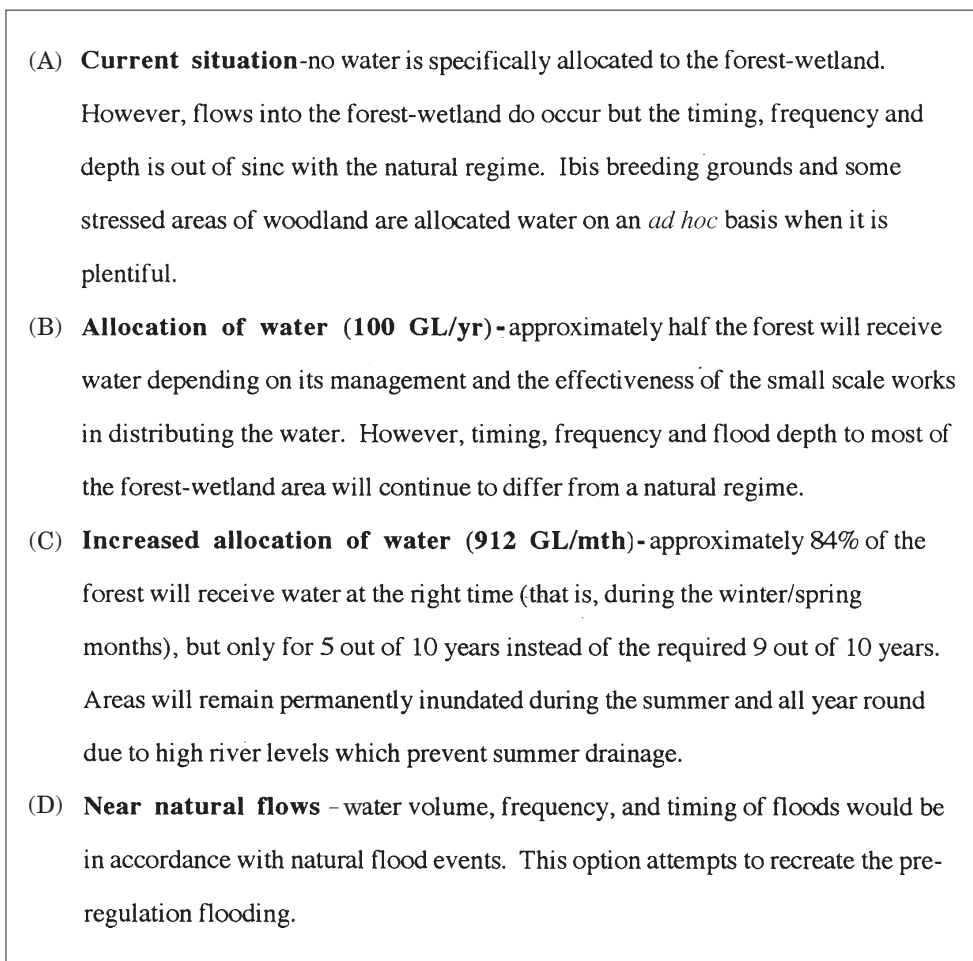 (A) Current situation-no water is specifically allocated to the forest-wetland.
However, flows into the forest-wetland do occur but the timing, frequency and
depth is out of sinc with the natural regime. Ibis breeding grounds and some
stressed areas of woodland are allocated water on an ad hoc basis when it is
plentiful.
(B) Allocation of water (100 GL/yr)-approximately half the forest will receive
water depending on its management and the effectiveness of the small scale works
in distributing the water. However, timing, frequency and flood depth to most of
the forest-wetland area will continue to differ from a natural regime.
(C) Increased allocation of water (912 GL/mth)-approximately 84% of the
forest will receive water at the right time (that is, during the winter/spring
months), but only for 5 out of 10 years instead of the required 9 out of 10 years.
Areas will remain permanently inundated during the summer and all year round
due to high river levels which prevent summer drainage.
(D) Near natural flows -water volume, frequency, and timing of floods would be
in accordance with natural flood events. This option attempts to recreate the pre-
regulation flooding.